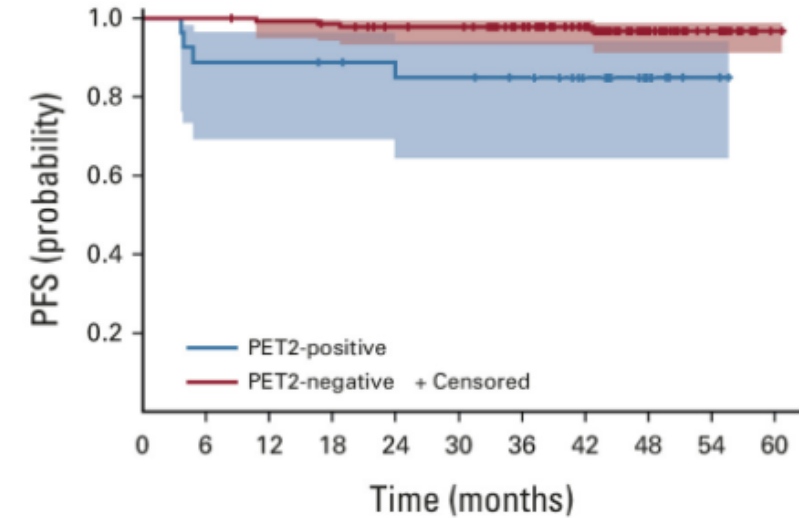 PFS (probability)
1.0
0.8
0.6
0.4
0.2
PET2-positive
PET2-negative + Censored
0 6 12 18 24 30 36 42 48 54 60
Time (months)